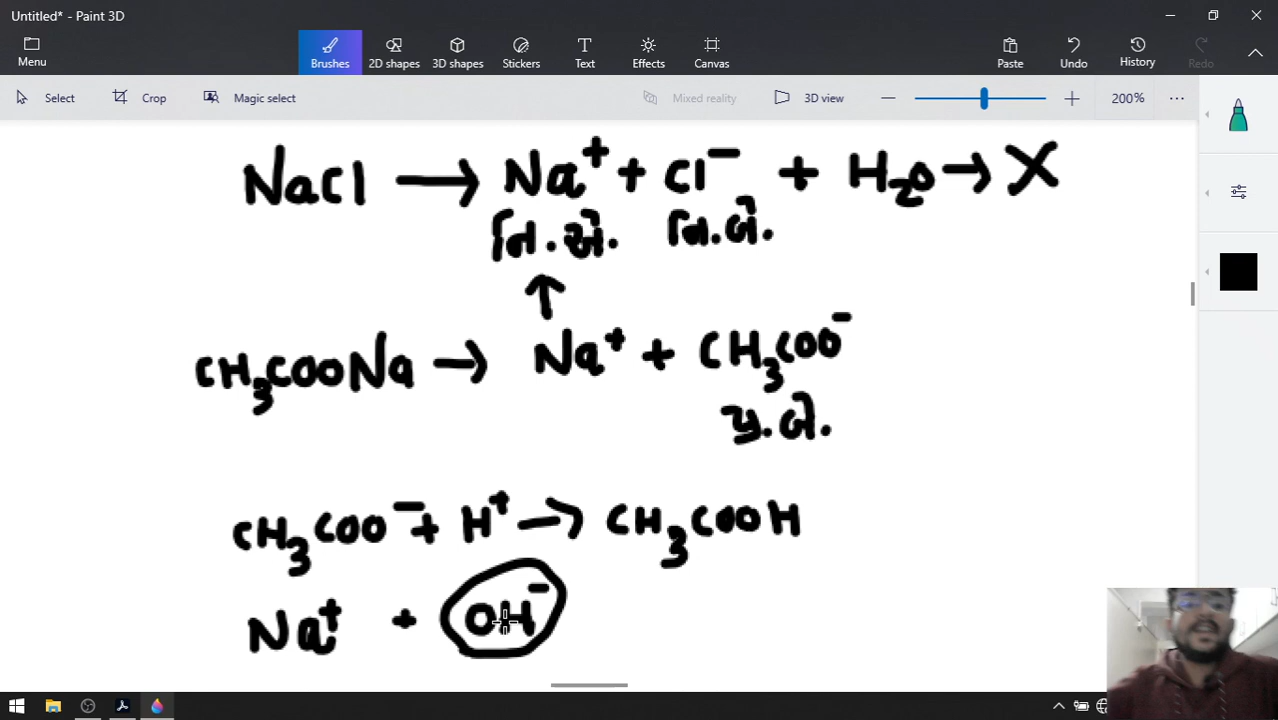 Untitled* - Paint 3D
Menu Brushes 2D shapes 3D shapes Stickers Text Effects Canvas Paste Undo History Redo
Select Crop Magic select Mixed reality 3D view 200%
NaCl → Na⁺ + Cl⁻ + H₂O → X
નિ.એ. નિ.બે.
↑
CH₃COONa → Na⁺ + CH₃COO⁻
પ્ર.બે.
CH₃COO⁻ + H⁺ → CH₃COOH
Na⁺ + OH⁻